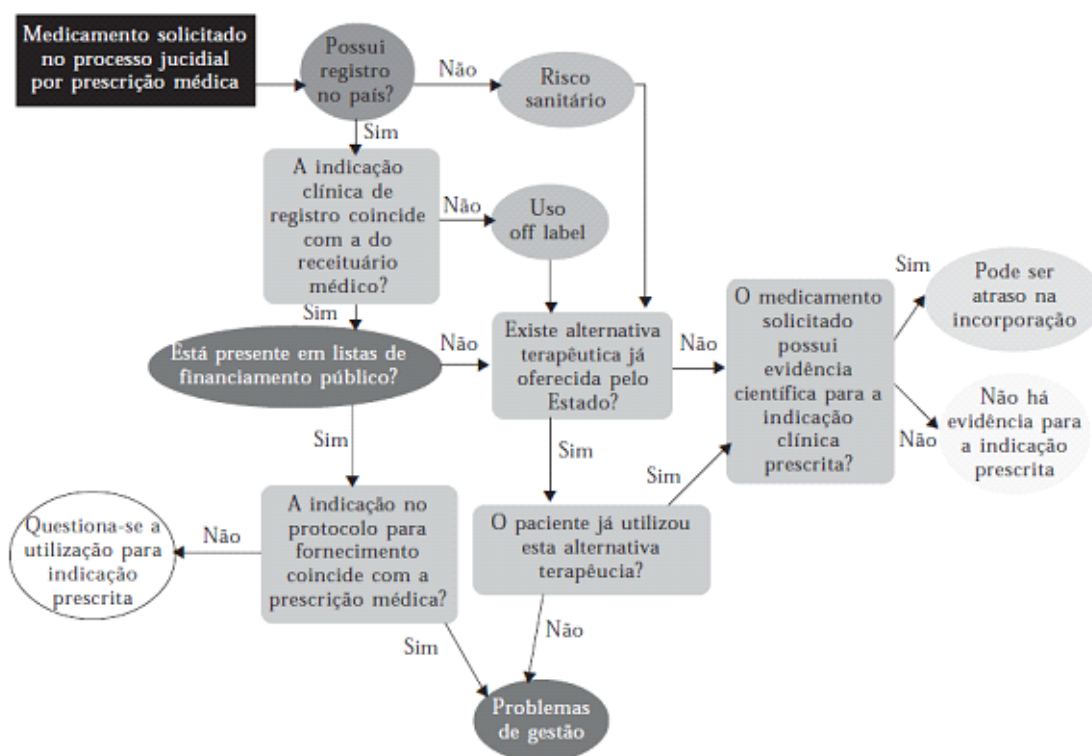 Medicamento solicitado
no processo jucidial
por prescrição médica
Possui
registro
no país?
Não
Risco
sanitário
Sim
A indicação
clínica de
registro coincide
com a do
receituário
médico?
Não
Uso
off label
Sim
Está presente em listas de
financiamento público?
Não
Existe alternativa
terapêutica já
oferecida pelo
Estado?
Não
O medicamento
solicitado
possui
evidência
científica para a
indicação
clínica
prescrita?
Sim
Pode ser
atraso na
incorporação
Não
Não há
evidência para
a indicação
prescrita
Sim
Sim
Sim
A indicação no
protocolo para
fornecimento
coincide com a
prescrição médica?
Não
Questiona-se a
utilização para
indicação
prescrita
O paciente já utilizou
esta alternativa
terapêucia?
Sim
Não
Problemas
de gestão